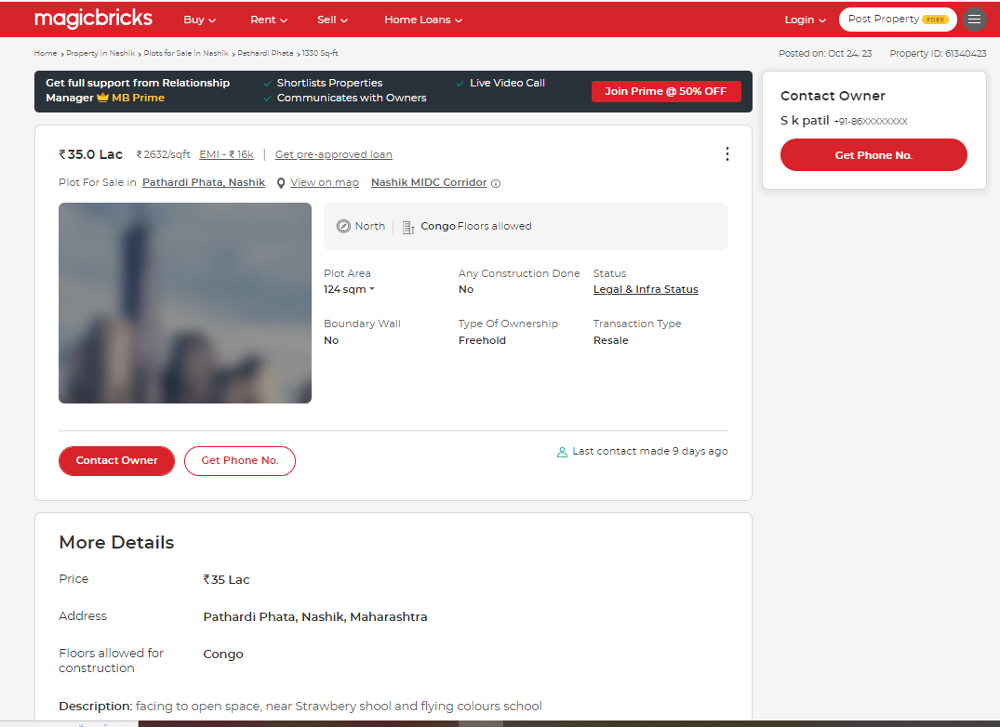 magicbricks Buy Rent Sell Home Loans Login Post Property FREE
Home > Property in Nashik > Plots for Sale in Nashik > Pathardi Phata > 1330 Sq-ft Posted on: Oct 24, 23 Property ID: 61340423
Get full support from Relationship
Manager MB Prime
✓ Shortlists Properties
✓ Communicates with Owners
✓ Live Video Call
Join Prime @ 50% OFF
Contact Owner
S k patil +91-86XXXXXXXX
Get Phone No.
₹35.0 Lac ₹2632/sqft EMI - ₹16k | Get pre-approved loan
Plot For Sale in Pathardi Phata, Nashik View on map Nashik MIDC Corridor
North Congo Floors allowed
Plot Area Any Construction Done Status
124 sqm No Legal & Infra Status
Boundary Wall Type Of Ownership Transaction Type
No Freehold Resale
Contact Owner Get Phone No. Last contact made 9 days ago
More Details
Price ₹35 Lac
Address Pathardi Phata, Nashik, Maharashtra
Floors allowed for Congo
construction
Description: facing to open space, near Strawbery shool and flying colours school